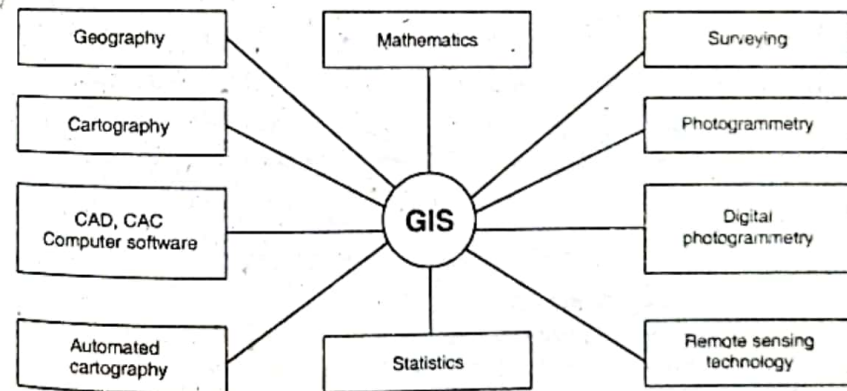 Geography
Mathematics
Surveying
Cartography
Photogrammetry
CAD, CAC
Computer software
GIS
Digital
photogrammetry
Automated
cartography
Statistics
Remote sensing
technology